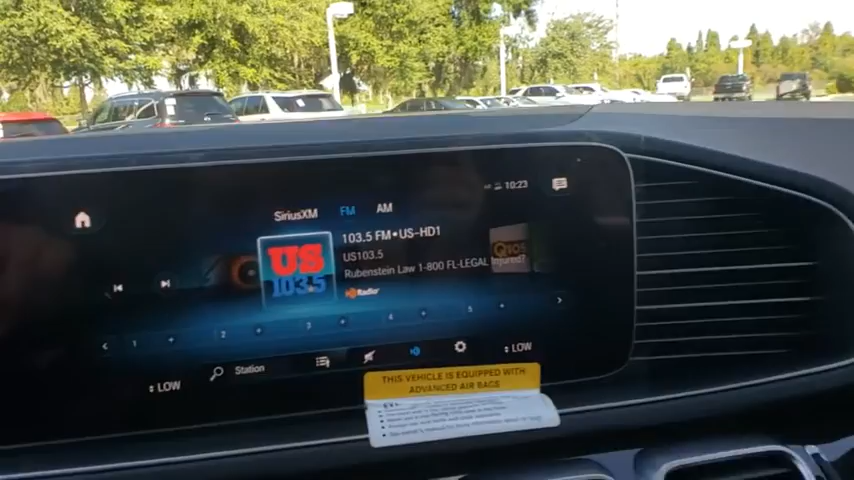 10:23
SiriusXM FM AM
103.5 FM•US-HD1
US103.5
Rubenstein Law 1-800 FL-LEGAL Injured?
HD Radio
US
103.5
Q105
1 2 3 4 5
LOW Station LOW
THIS VEHICLE IS EQUIPPED WITH
ADVANCED AIR BAGS